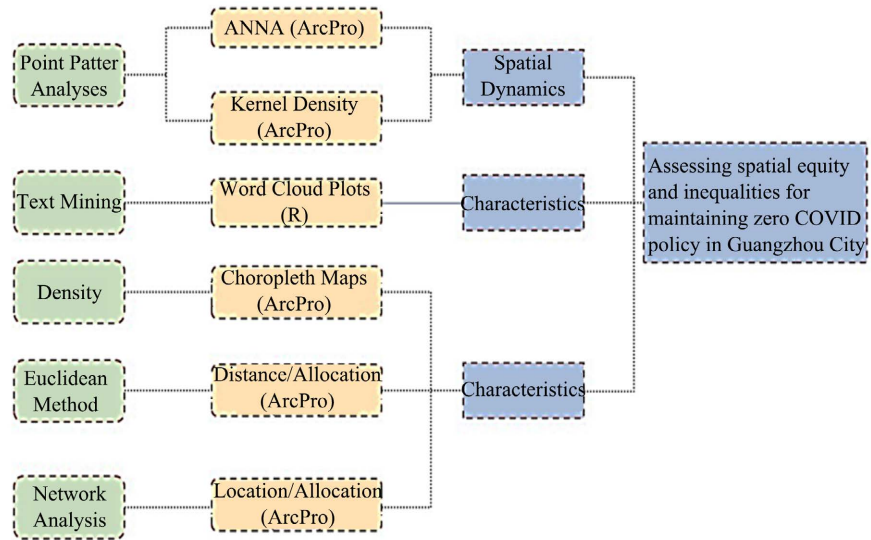 Point Patter
Analyses
ANNA (ArcPro)
Kernel Density
(ArcPro)
Spatial
Dynamics
Text Mining
Word Cloud Plots
(R)
Characteristics
Assessing spatial equity
and inequalities for
maintaining zero COVID
policy in Guangzhou City
Density
Choropleth Maps
(ArcPro)
Euclidean
Method
Distance/Allocation
(ArcPro)
Characteristics
Network
Analysis
Location/Allocation
(ArcPro)